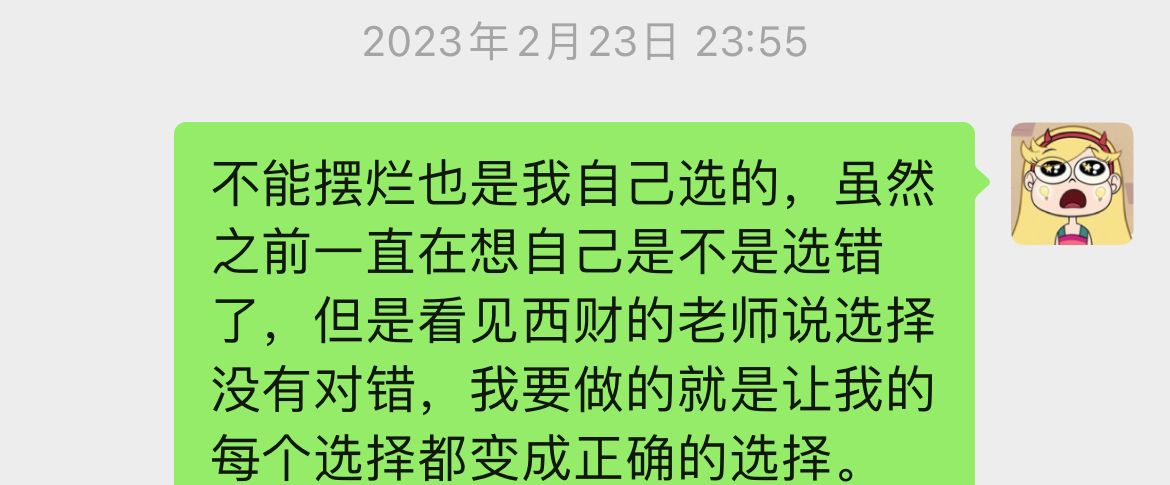 2023年2月23日 23:55
不能摆烂也是我自己选的，虽然
之前一直在想自己是不是选错
了，但是看见西财的老师说选择
没有对错，我要做的就是让我的
每个选择都变成正确的选择。